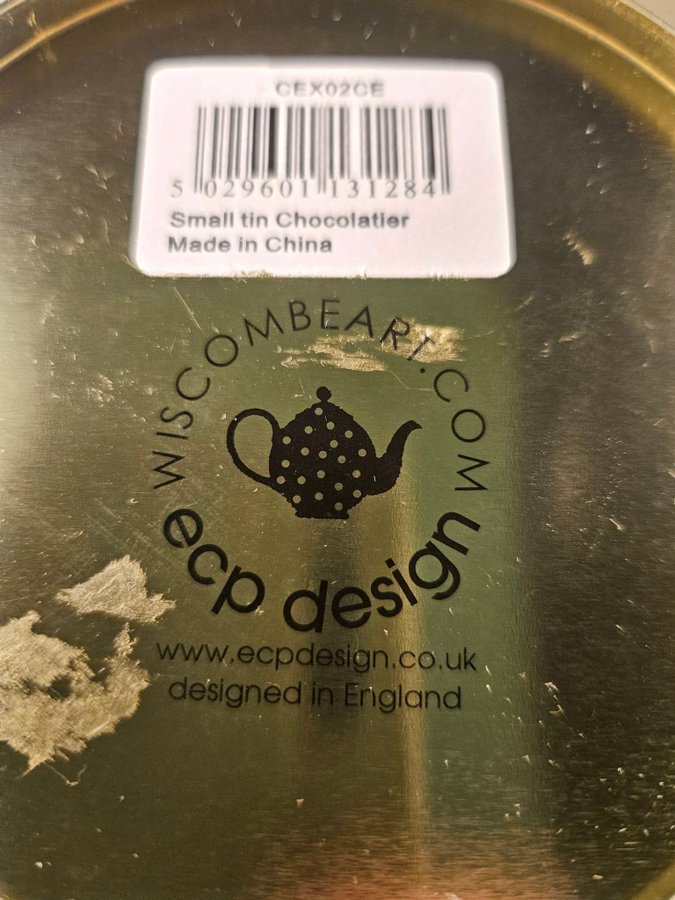 CEX02CE
5 029601 131284
Small tin Chocolatier
Made in China
WISCOMBEART.COM
ecp design
www.ecpdesign.co.uk
designed in England